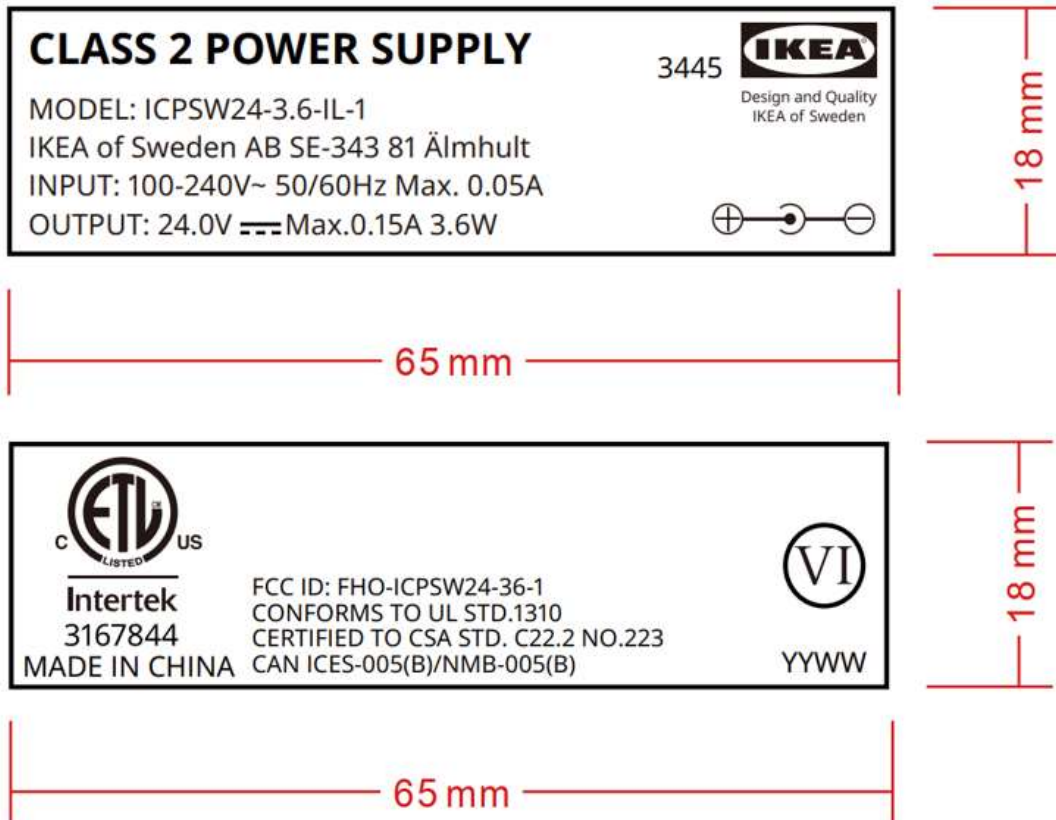 CLASS 2 POWER SUPPLY
3445
IKEA
Design and Quality
IKEA of Sweden
MODEL: ICPSW24-3.6-IL-1
IKEA of Sweden AB SE-343 81 Älmhult
INPUT: 100-240V~ 50/60Hz Max. 0.05A
OUTPUT: 24.0V ⎓ Max.0.15A 3.6W
18 mm
65 mm
C ETL US
LISTED
Intertek
3167844
MADE IN CHINA
FCC ID: FHO-ICPSW24-36-1
CONFORMS TO UL STD.1310
CERTIFIED TO CSA STD. C22.2 NO.223
CAN ICES-005(B)/NMB-005(B)
VI
YYWW
18 mm
65 mm